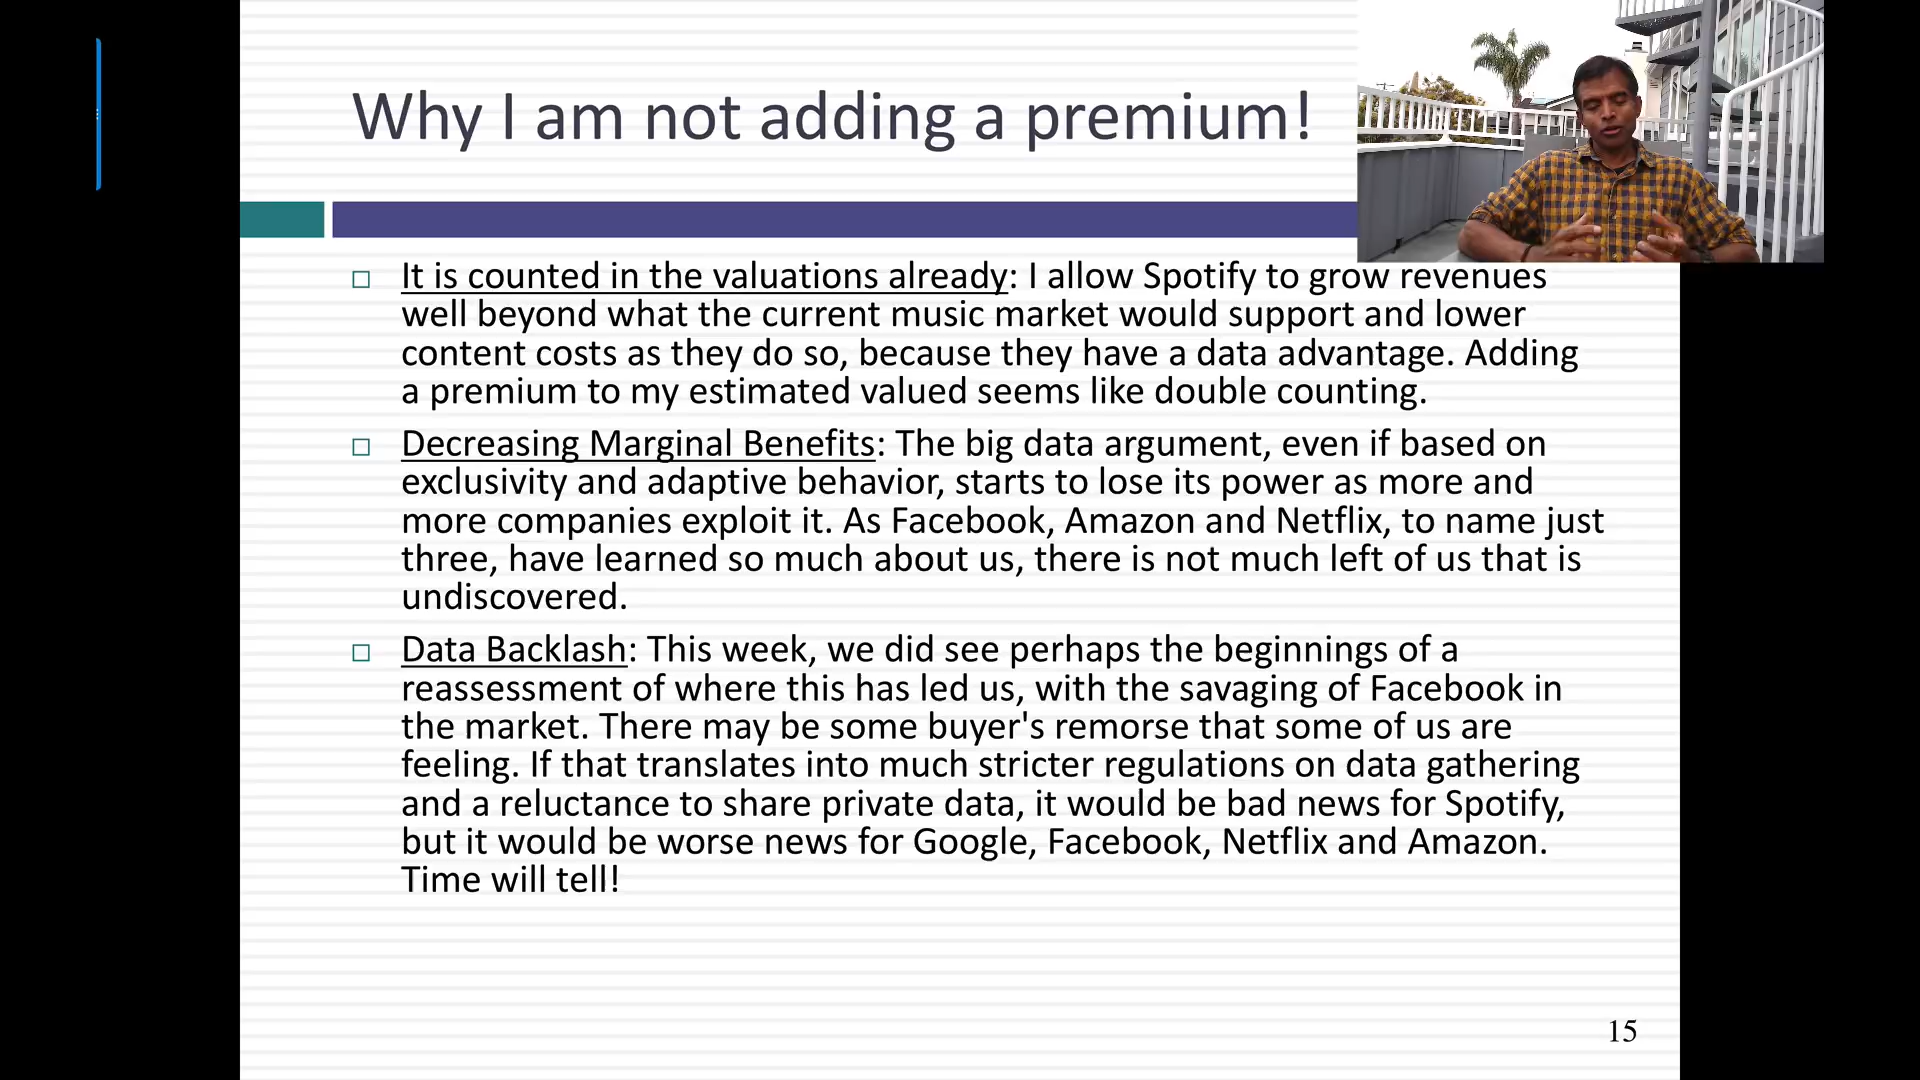 Why I am not adding a premium!
It is counted in the valuations already: I allow Spotify to grow revenues
well beyond what the current music market would support and lower
content costs as they do so, because they have a data advantage. Adding
a premium to my estimated valued seems like double counting.
Decreasing Marginal Benefits: The big data argument, even if based on
exclusivity and adaptive behavior, starts to lose its power as more and
more companies exploit it. As Facebook, Amazon and Netflix, to name just
three, have learned so much about us, there is not much left of us that is
undiscovered.
Data Backlash: This week, we did see perhaps the beginnings of a
reassessment of where this has led us, with the savaging of Facebook in
the market. There may be some buyer's remorse that some of us are
feeling. If that translates into much stricter regulations on data gathering
and a reluctance to share private data, it would be bad news for Spotify,
but it would be worse news for Google, Facebook, Netflix and Amazon.
Time will tell!
15